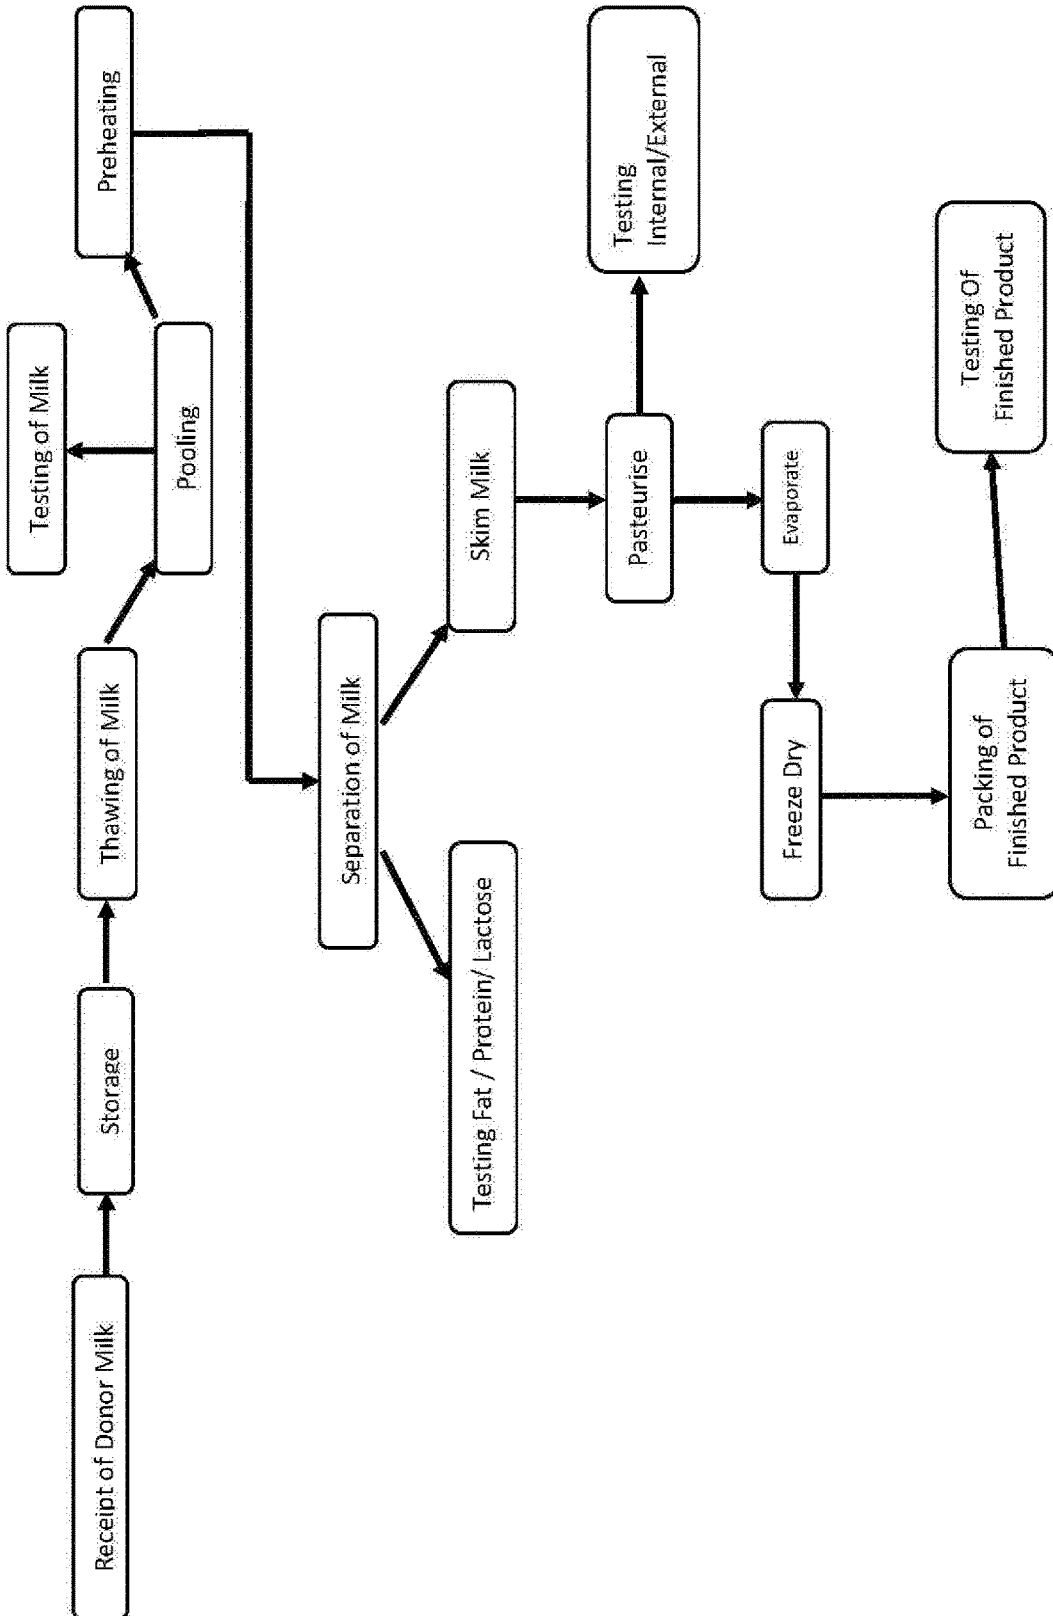 Receipt of Donor Milk
Storage
Thawing of Milk
Pooling
Testing of Milk
Preheating
Separation of Milk
Testing Fat / Protein/ Lactose
Skim Milk
Pasteurise
Testing
Internal/External
Evaporate
Freeze Dry
Packing of
Finished Product
Testing Of
Finished Product